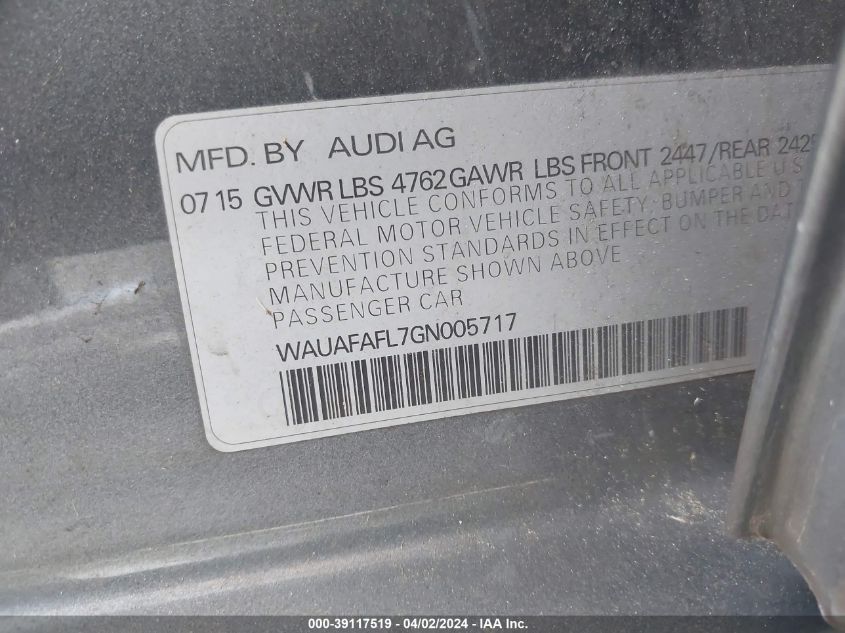 MFD. BY AUDI AG
07 15 GVWR LBS 4762 GAWR LBS FRONT 2447/REAR
THIS VEHICLE CONFORMS TO ALL APPLICABLE U.S
FEDERAL MOTOR VEHICLE SAFETY-BUMPER AND
PREVENTION STANDARDS IN EFFECT ON THE
MANUFACTURE SHOWN ABOVE
PASSENGER CAR
WAUAFAFL7GN005717
000-39117519 - 04/02/2024 - IAA, Inc.